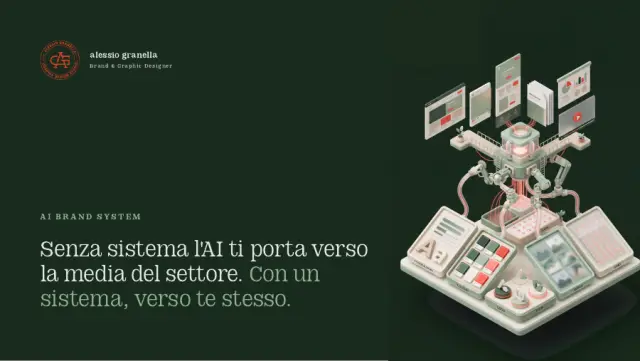 alessio granella
Brand & Graphic Designer
AI BRAND SYSTEM
Senza sistema l'AI ti porta verso
la media del settore. Con un
sistema, verso te stesso.
Aa